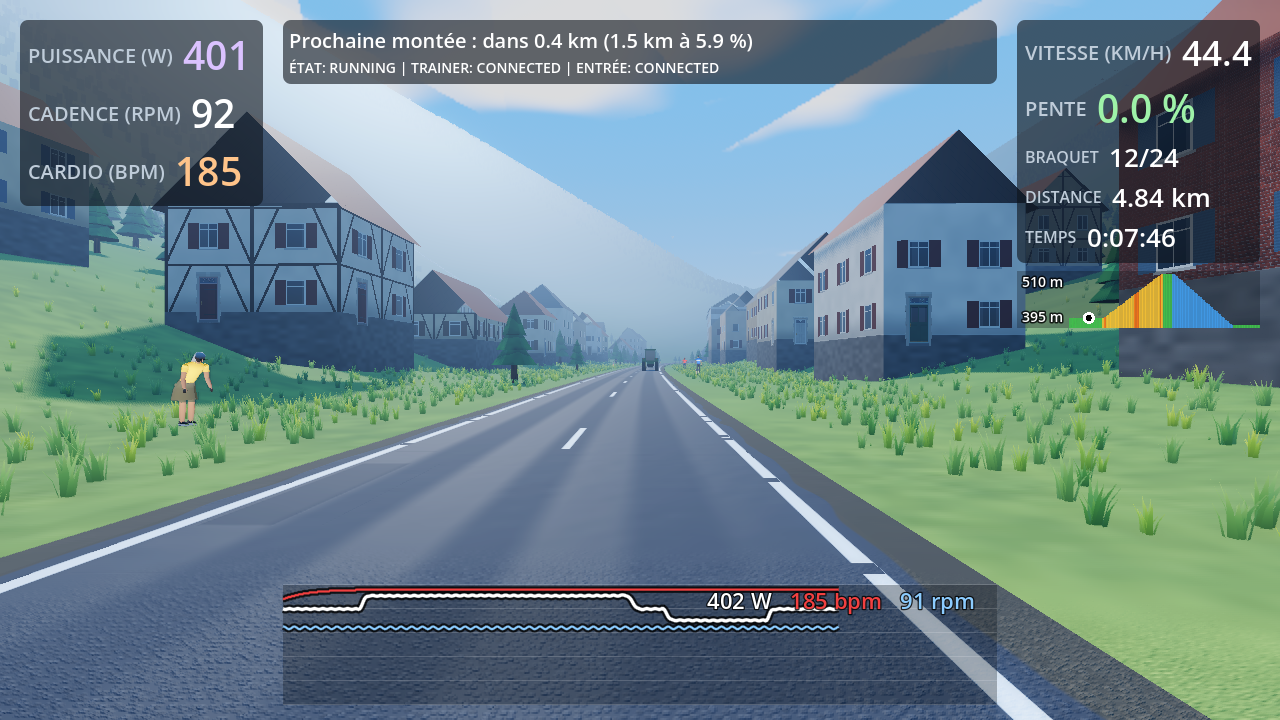 PUISSANCE (W) 401
CADENCE (RPM) 92
CARDIO (BPM) 185
Prochaine montée : dans 0.4 km (1.5 km à 5.9 %)
ÉTAT: RUNNING | TRAINER: CONNECTED | ENTRÉE: CONNECTED
VITESSE (KM/H) 44.4
PENTE 0.0 %
BRAQUET 12/24
DISTANCE 4.84 km
TEMPS 0:07:46
510 m
395 m
402 W 185 bpm 91 rpm